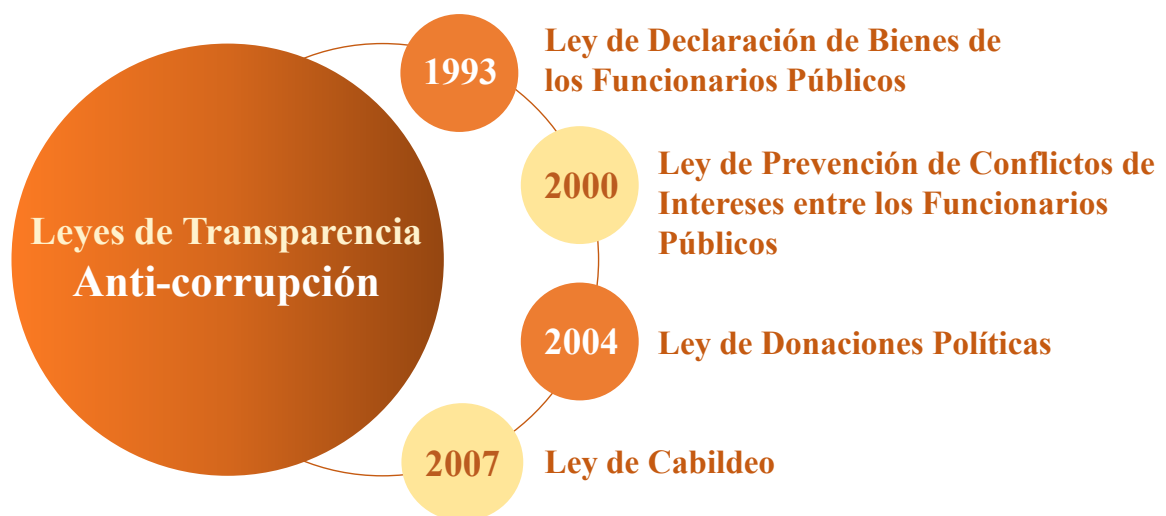 Leyes de Transparencia
Anti-corrupción
1993
Ley de Declaración de Bienes de
los Funcionarios Públicos
2000
Ley de Prevención de Conflictos de
Intereses entre los Funcionarios
Públicos
2004
Ley de Donaciones Políticas
2007
Ley de Cabildeo